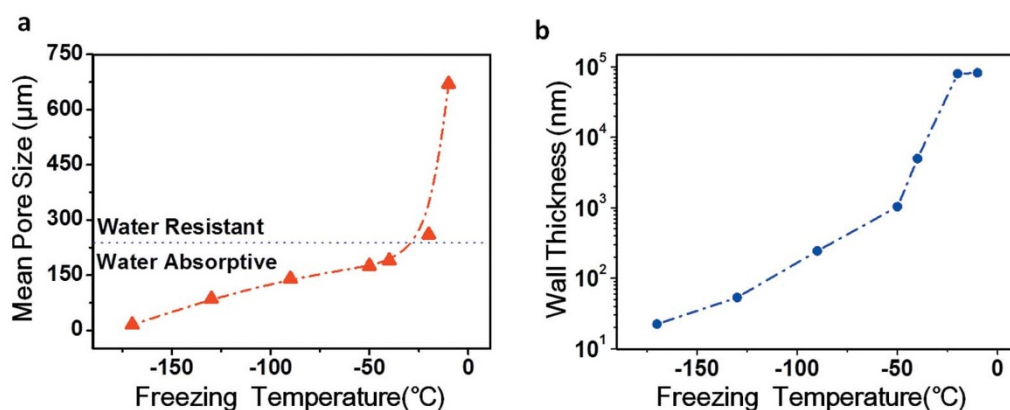 a
Mean Pore Size (μm)
750
600
450
300
150
0
Water Resistant
Water Absorptive
-150
-100
-50
0
Freezing Temperature(°C)
b
Wall Thickness (nm)
10⁵
10⁴
10³
10²
10¹
-150
-100
-50
0
Freezing Temperature(°C)